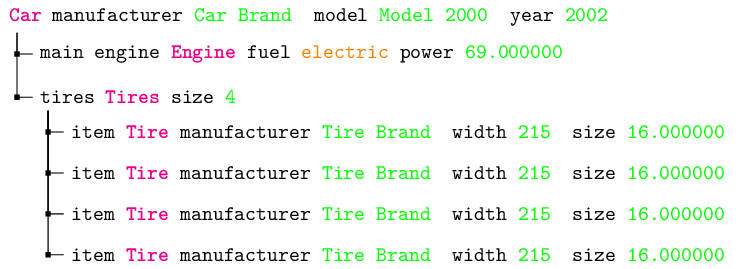 Car manufacturer Car Brand model Model 2000 year 2002
main engine Engine fuel electric power 69.000000
tires Tires size 4
item Tire manufacturer Tire Brand width 215 size 16.000000
item Tire manufacturer Tire Brand width 215 size 16.000000
item Tire manufacturer Tire Brand width 215 size 16.000000
item Tire manufacturer Tire Brand width 215 size 16.000000